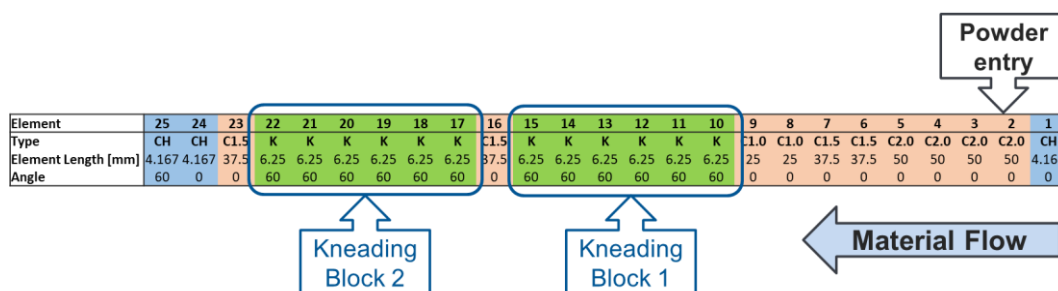 Powder
entry
Element 25 24 23 22 21 20 19 18 17 16 15 14 13 12 11 10 9 8 7 6 5 4 3 2 1
Type CH CH C1.5 K K K K K K C1.5 K K K K K K C1.0 C1.0 C1.5 C1.5 C2.0 C2.0 C2.0 C2.0 CH
Element Length [mm] 4.167 4.167 37.5 6.25 6.25 6.25 6.25 6.25 6.25 37.5 6.25 6.25 6.25 6.25 6.25 6.25 25 25 37.5 37.5 50 50 50 50 4.16
Angle 60 0 0 60 60 60 60 60 60 0 60 60 60 60 60 60 0 0 0 0 0 0 0 0 0
Kneading
Block 2
Kneading
Block 1
Material Flow